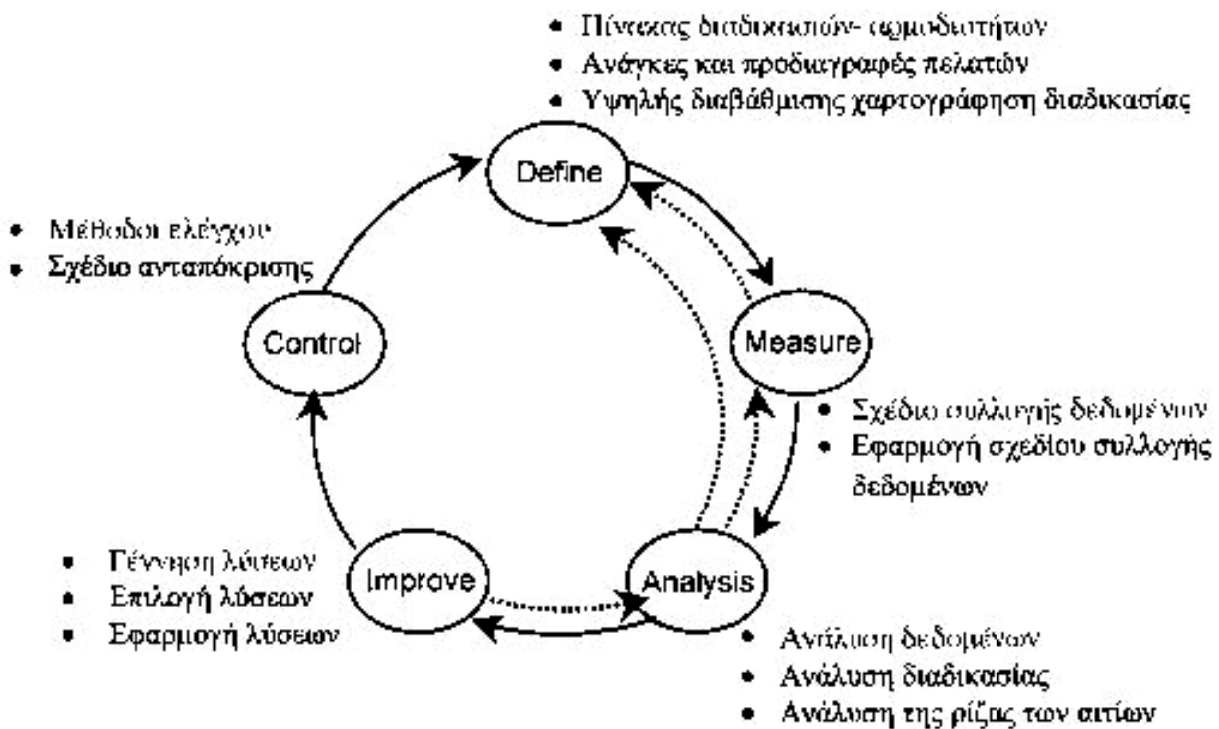 • Πίνακας διαδικασιών- αρμοδιοτήτων
• Ανάγκες και προδιαγραφές πελατών
• Υψηλής διαβάθμισης χαρτογράφηση διαδικασίας
Define
• Μέθοδοι ελέγχου
• Σχέδιο ανταπόκρισης
Control
Measure
• Σχέδιο συλλογής δεδομένων
• Εφαρμογή σχεδίου συλλογής
δεδομένων
• Γέννηση λύσεων
• Επιλογή λύσεων
• Εφαρμογή λύσεων
Improve
Analysis
• Ανάλυση δεδομένων
• Ανάλυση διαδικασίας
• Ανάλυση της ρίζας των αιτίων